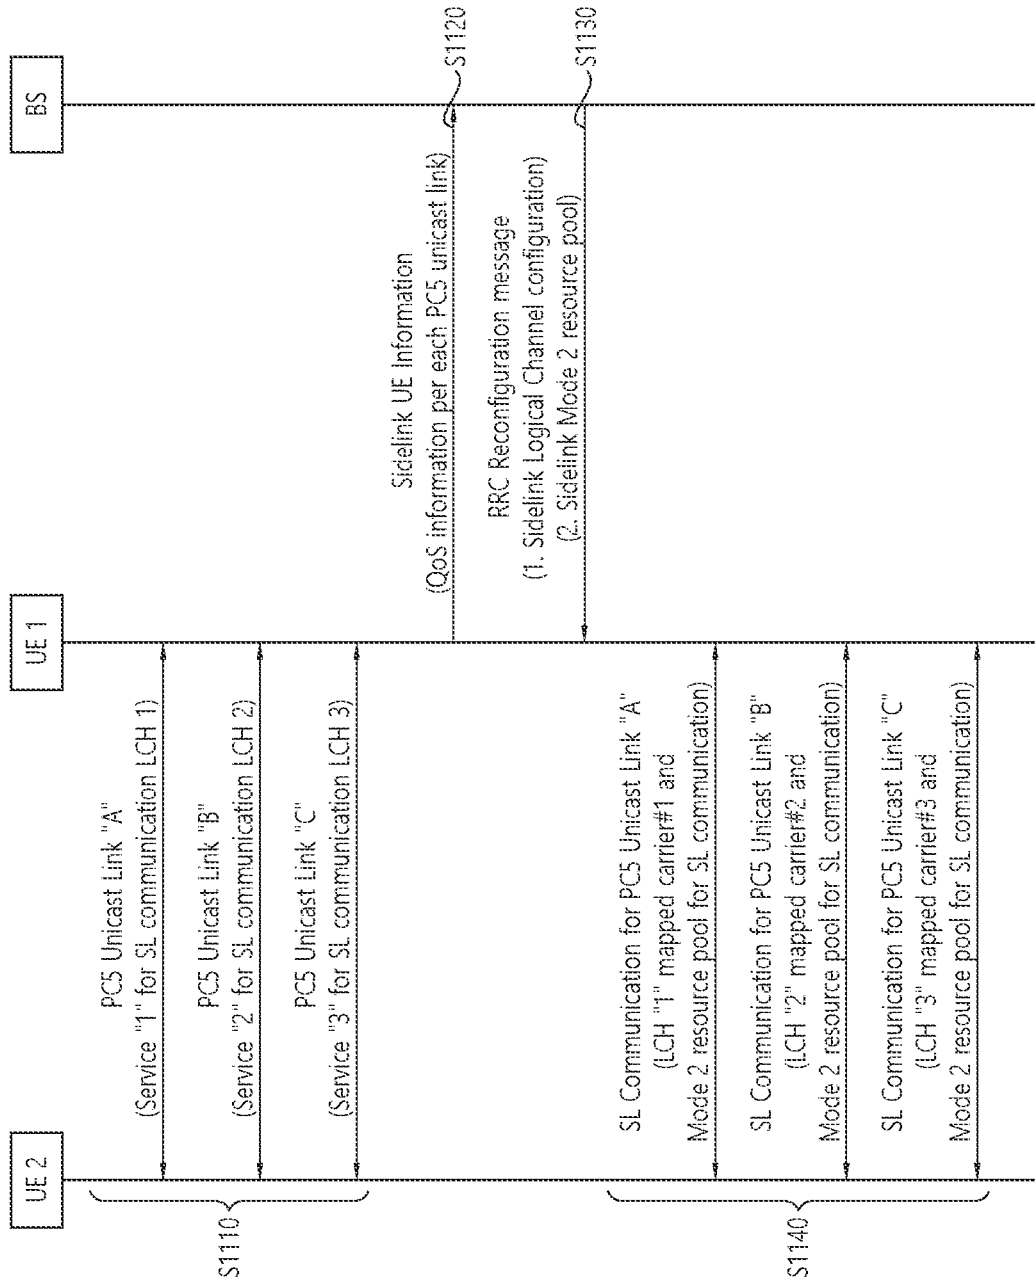 UE 2
UE 1
BS
S1110
PC5 Unicast Link "A"
(Service "1" for SL communication LCH 1)
PC5 Unicast Link "B"
(Service "2" for SL communication LCH 2)
PC5 Unicast Link "C"
(Service "3" for SL communication LCH 3)
Sidelink UE Information
(QoS information per each PC5 unicast link)
S1120
RRC Reconfiguration message
(1. Sidelink Logical Channel configuration)
(2. Sidelink Mode 2 resource pool)
S1130
S1140
SL Communication for PC5 Unicast Link "A"
(LCH "1" mapped carrier#1 and
Mode 2 resource pool for SL communication)
SL Communication for PC5 Unicast Link "B"
(LCH "2" mapped carrier#2 and
Mode 2 resource pool for SL communication)
SL Communication for PC5 Unicast Link "C"
(LCH "3" mapped carrier#3 and
Mode 2 resource pool for SL communication)